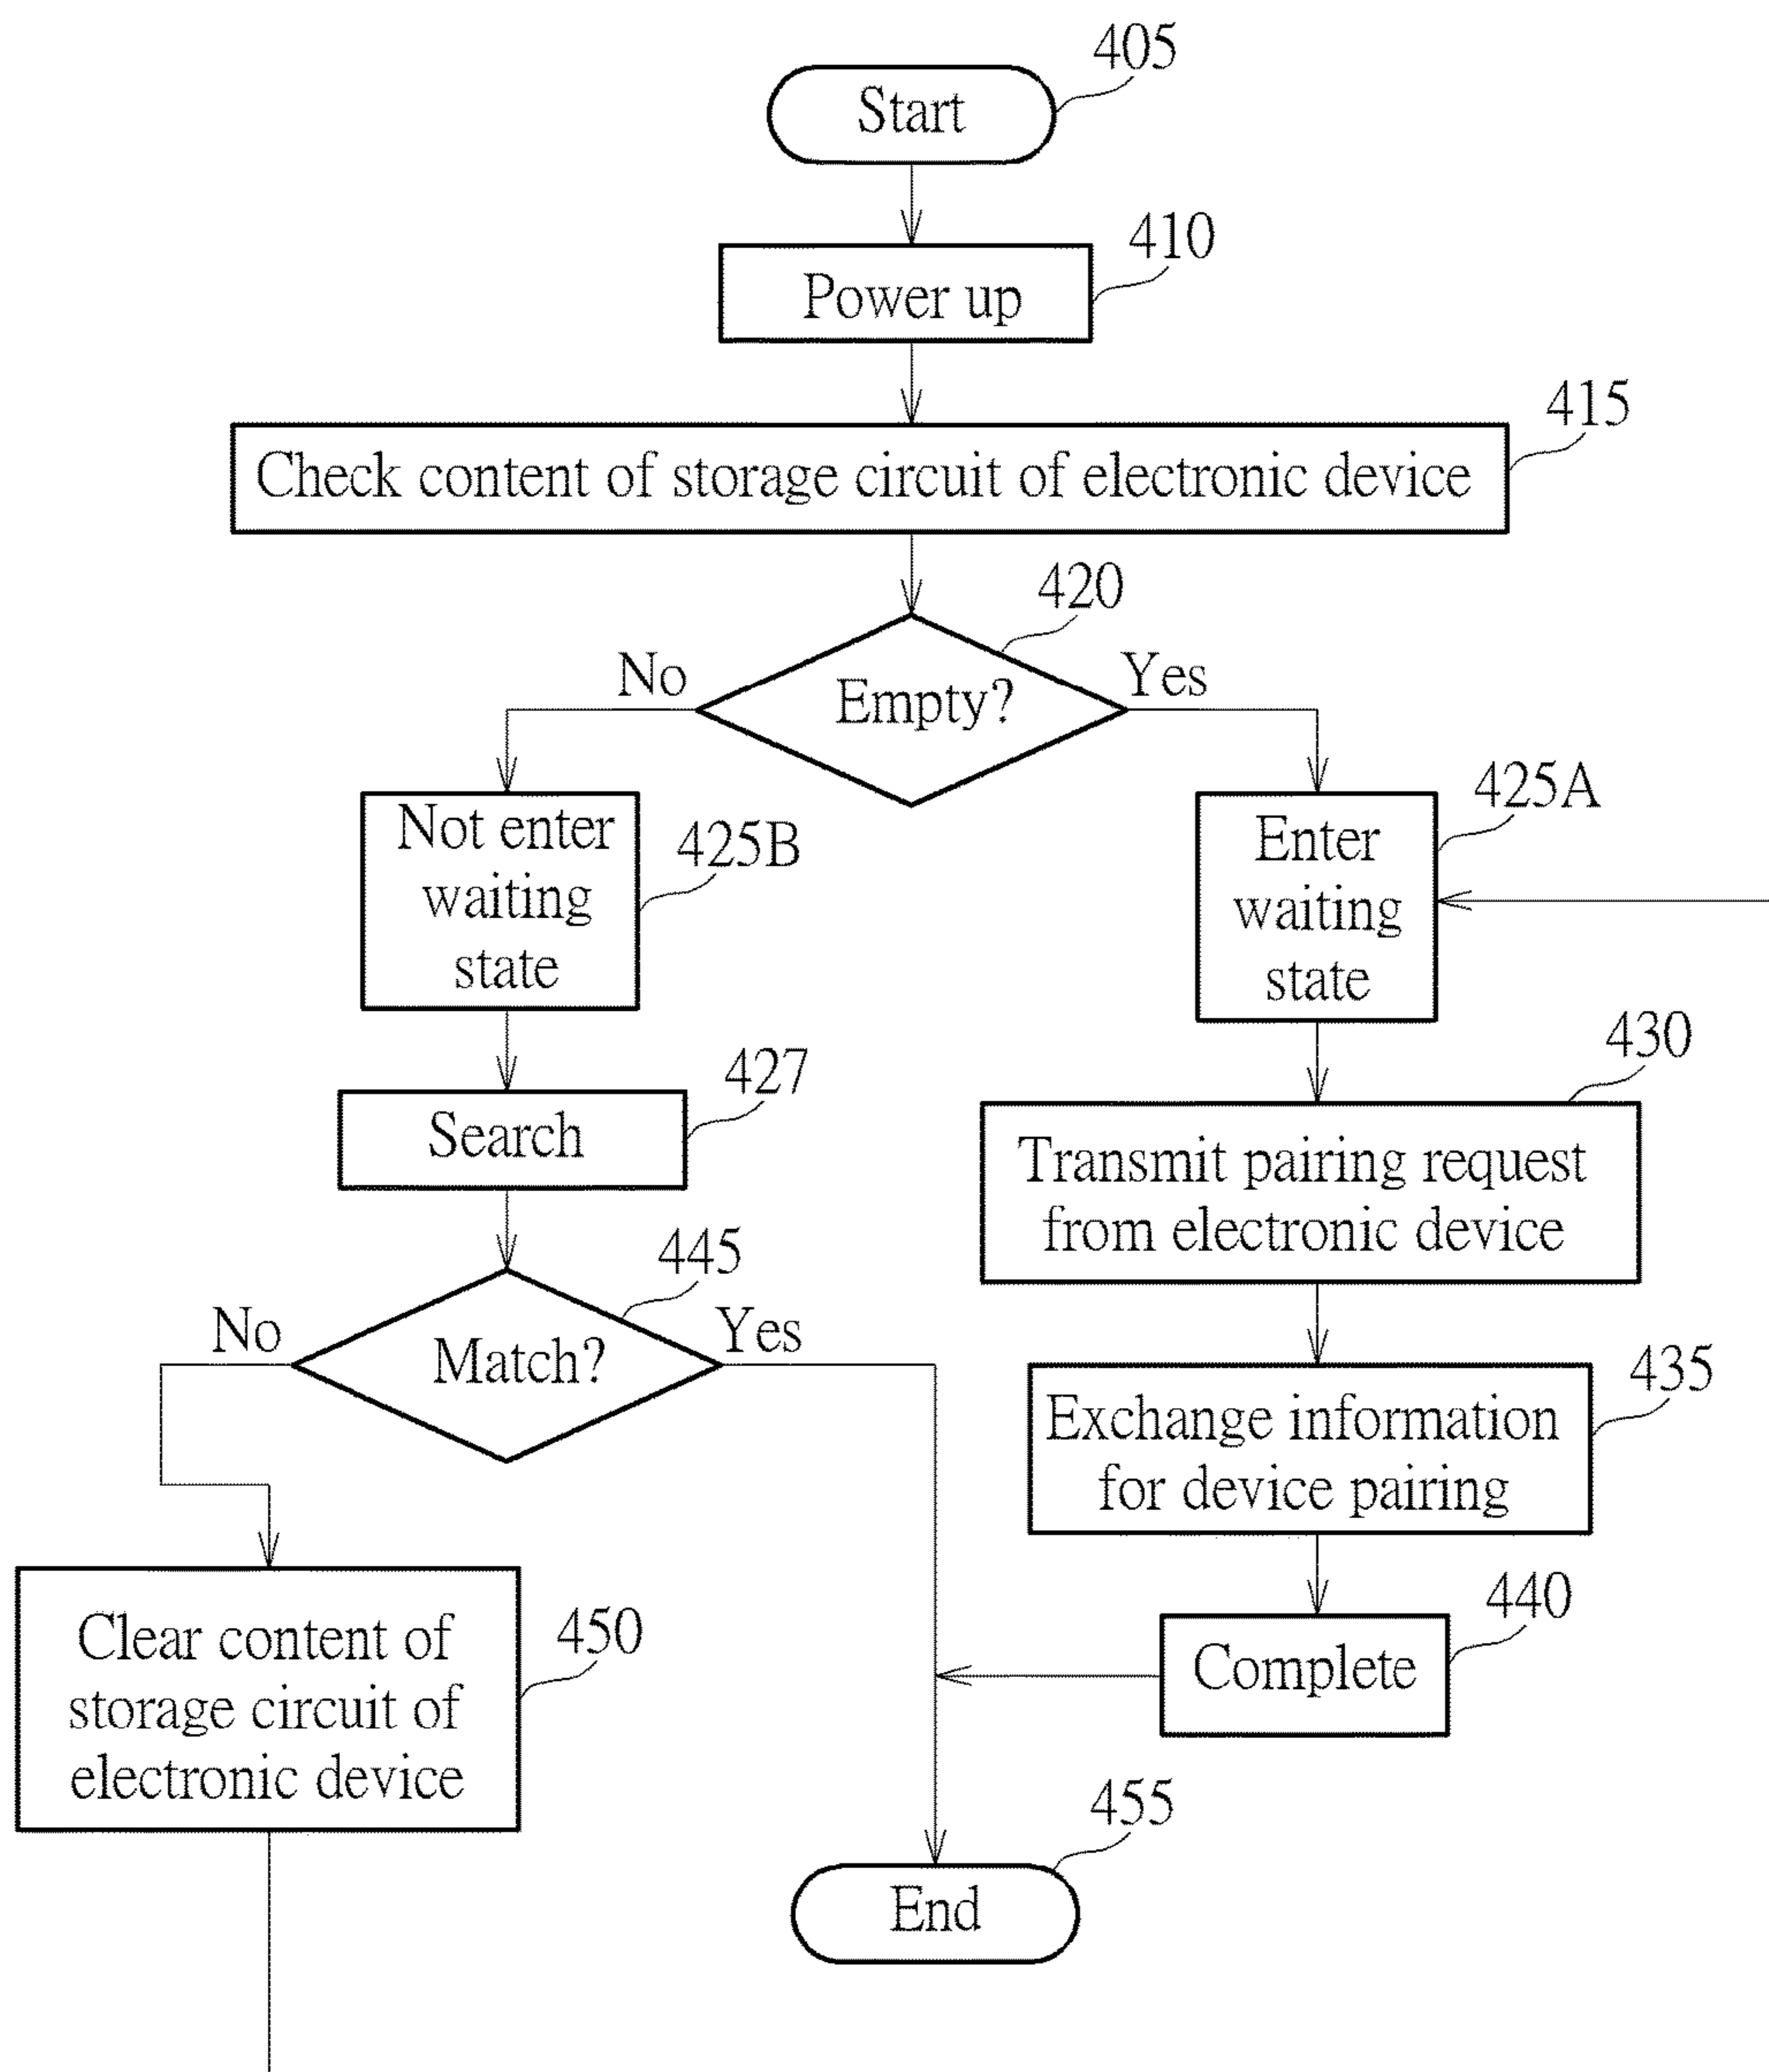 405
Start
410
Power up
415
Check content of storage circuit of electronic device
420
No
Yes
Empty?
425B
Not enter
waiting
state
425A
Enter
waiting
state
427
Search
430
Transmit pairing request
from electronic device
445
No
Yes
Match?
435
Exchange information
for device pairing
450
Clear content of
storage circuit of
electronic device
440
Complete
455
End